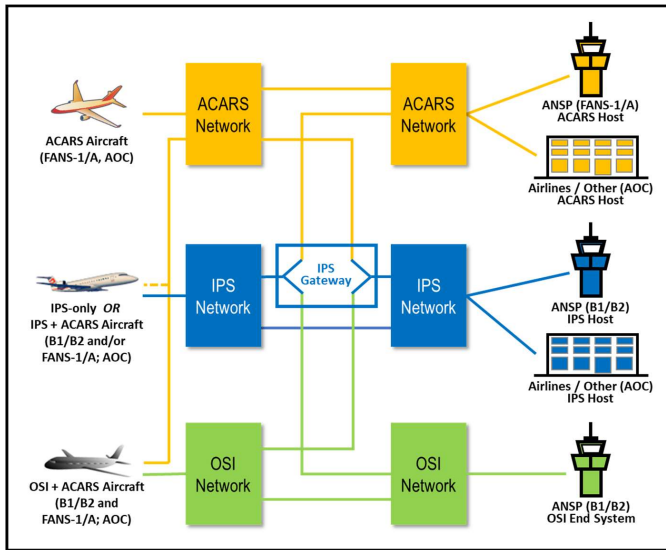 ACARS Aircraft
(FANS-1/A, AOC)
ACARS
Network
ACARS
Network
ANSP (FANS-1/A)
ACARS Host
Airlines / Other (AOC)
ACARS Host
IPS-only OR
IPS + ACARS Aircraft
(B1/B2 and/or
FANS-1/A; AOC)
IPS
Network
IPS
Gateway
IPS
Network
ANSP (B1/B2)
IPS Host
Airlines / Other (AOC)
IPS Host
OSI + ACARS Aircraft
(B1/B2 and
FANS-1/A; AOC)
OSI
Network
OSI
Network
ANSP (B1/B2)
OSI End System